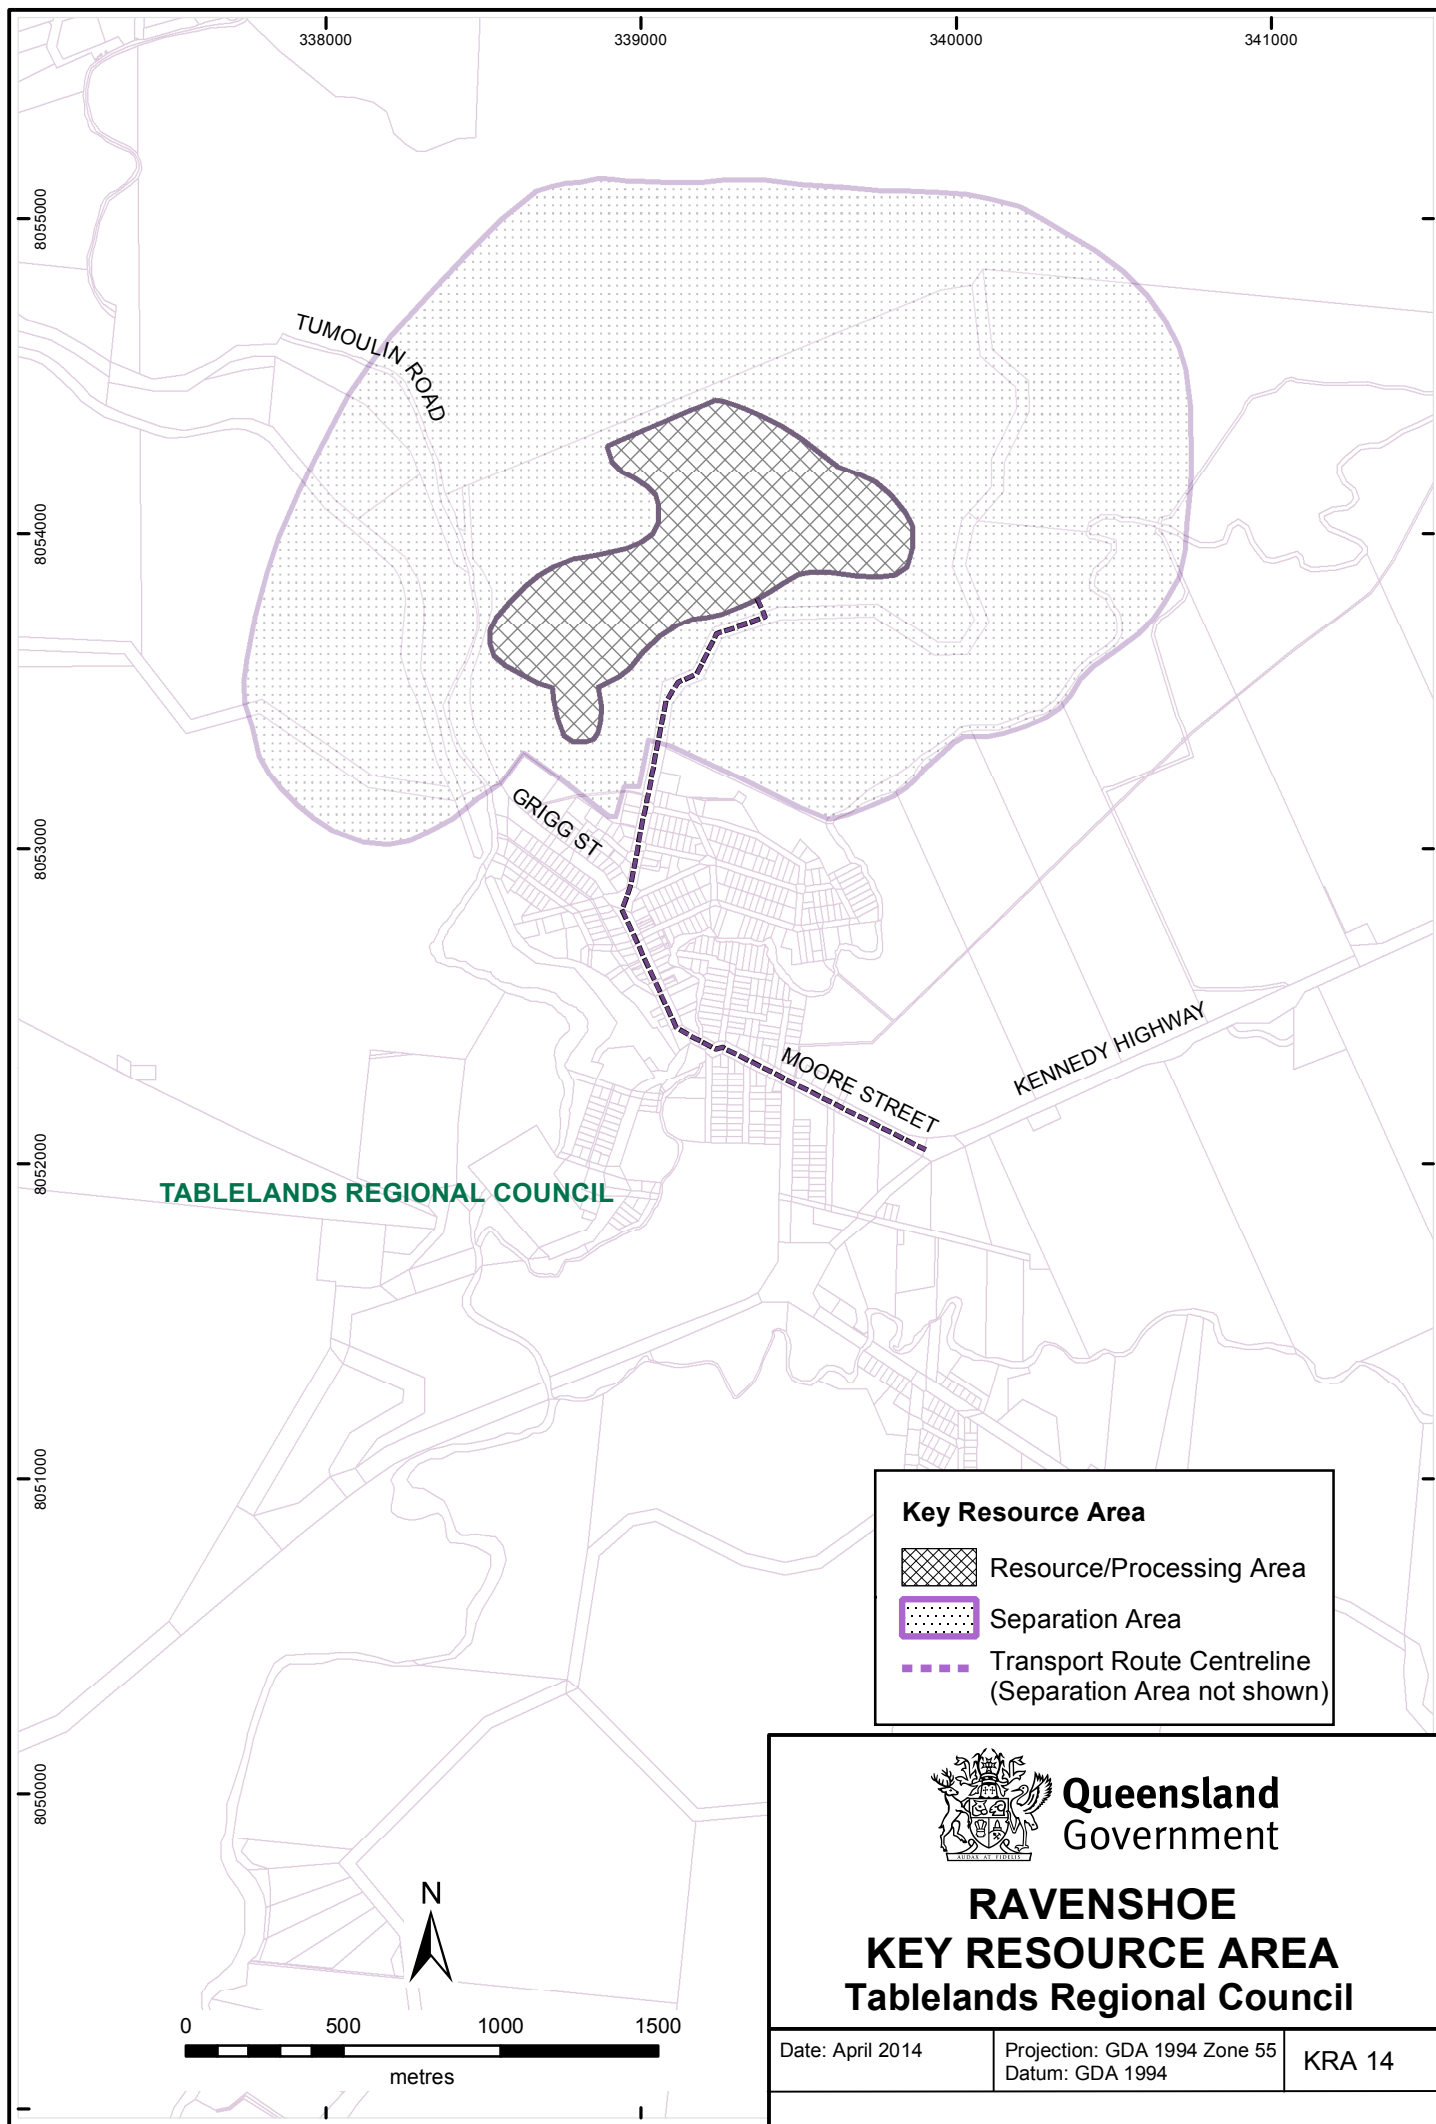 338000
339000
340000
341000
8055000
8054000
8053000
8052000
8051000
8050000
TUMOULIN ROAD
GRIGG ST
MOORE STREET
KENNEDY HIGHWAY
TABLELANDS REGIONAL COUNCIL
Key Resource Area
Resource/Processing Area
Separation Area
Transport Route Centreline
(Separation Area not shown)
AUDAX AT FIDELIS
Queensland
Government
RAVENSHOE
KEY RESOURCE AREA
Tablelands Regional Council
Date: April 2014
Projection: GDA 1994 Zone 55
Datum: GDA 1994
KRA 14
N
0
500
1000
1500
metres